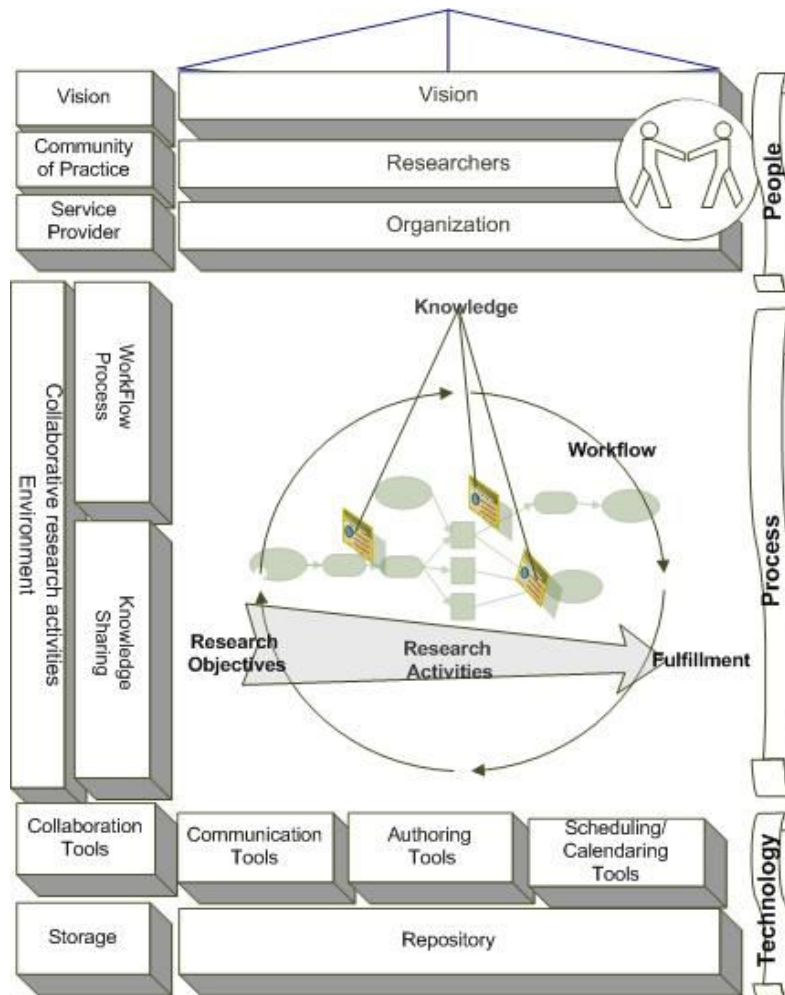 Vision
Vision
Community
of Practice
Researchers
Service
Provider
Organization
People
Knowledge
WorkFlow
Process
Collaborative research activities
Environment
Workflow
Knowledge
Sharing
Research
Objectives
Research
Activities
Fulfillment
Process
Collaboration
Tools
Communication
Tools
Authoring
Tools
Scheduling/
Calendaring
Tools
Technology
Storage
Repository